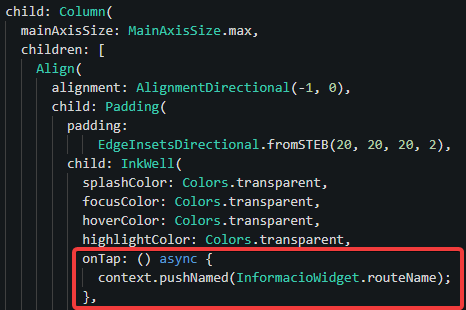 child: Column(
mainAxisSize: MainAxisSize.max,
children: [
Align(
alignment: AlignmentDirectional(-1, 0),
child: Padding(
padding:
EdgeInsetsDirectional.fromSTEB(20, 20, 20, 2),
child: InkWell(
splashColor: Colors.transparent,
focusColor: Colors.transparent,
hoverColor: Colors.transparent,
highlightColor: Colors.transparent,
onTap: () async {
context.pushNamed(InformacioWidget.routeName);
},